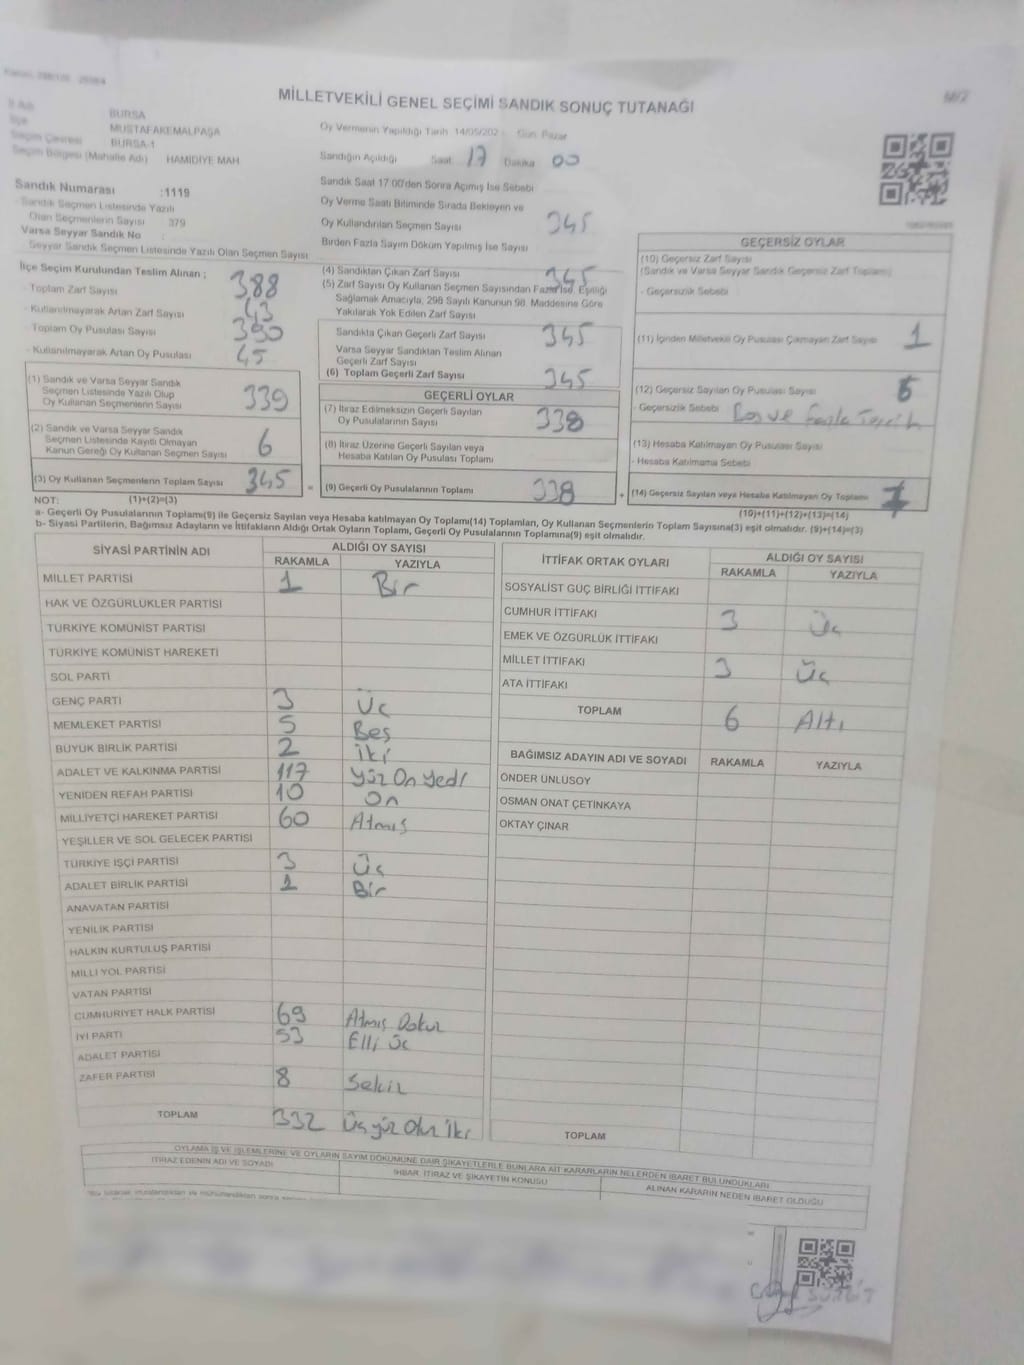 MİLLETVEKİLİ GENEL SEÇİMİ SANDIK SONUÇ TUTANAĞI
İl Adı BURSA
İlçe MUSTAFAKEMALPAŞA
Seçim Çevresi BURSA-1
Seçim Bölgesi (Mahalle Adı) HAMİDİYE MAH
Sandık Numarası :1119
- Sandık Seçmen Listesinde Yazılı
Olan Seçmenlerin Sayısı 379
Varsa Seyyar Sandık No :
Seyyar Sandık Seçmen Listesinde Yazılı Olan Seçmen Sayısı
Oy Vermenin Yapıldığı Tarih 14/05/202 Gün Pazar
Sandığın Açıldığı Saat 17 Dakika 00
Sandık Saat 17:00'den Sonra Açmış İse Sebebi
Oy Verme Saati Bitiminde Sırada Bekleyen ve
Oy Kullandırılan Seçmen Sayısı 345
Birden Fazla Sayım Döküm Yapılmış İse Sayısı
İlçe Seçim Kurulundan Teslim Alınan ;
- Toplam Zarf Sayısı 388
- Kullanılmayarak Artan Zarf Sayısı 43
- Toplam Oy Pusulası Sayısı 390
- Kullanılmayarak Artan Oy Pusulası 45
(1) Sandık ve Varsa Seyyar Sandık
Seçmen Listesinde Yazılı Olup
Oy Kullanan Seçmenlerin Sayısı 339
(2) Sandık ve Varsa Seyyar Sandık
Seçmen Listesinde Kayıtlı Olmayan
Kanun Gereği Oy Kullanan Seçmen Sayısı 6
(3) Oy Kullanan Seçmenlerin Toplam Sayısı 345 =
(4) Sandıktan Çıkan Zarf Sayısı 345
(5) Zarf Sayısı Oy Kullanan Seçmen Sayısından Fazla İse, Eşitliği
Sağlamak Amacıyla, 298 Sayılı Kanunun 98. Maddesine Göre
Yakılarak Yok Edilen Zarf Sayısı
Sandıkta Çıkan Geçerli Zarf Sayısı 345
Varsa Seyyar Sandıktan Teslim Alınan
Geçerli Zarf Sayısı
(6) Toplam Geçerli Zarf Sayısı 345
GEÇERLİ OYLAR
(7) İtiraz Edilmeksizin Geçerli Sayılan
Oy Pusulalarının Sayısı 338
(8) İtiraz Üzerine Geçerli Sayılan veya
Hesaba Katılan Oy Pusulası Toplamı
(9) Geçerli Oy Pusulalarının Toplamı 338 +
GEÇERSİZ OYLAR
(10) Geçersiz Zarf Sayısı
(Sandık ve Varsa Seyyar Sandık Geçersiz Zarf Toplamı)
- Geçersizlik Sebebi
(11) İçinden Milletvekili Oy Pusulası Çıkmayan Zarf Sayısı 1
(12) Geçersiz Sayılan Oy Pusulası Sayısı
- Geçersizlik Sebebi Boş ve Fazla Tercih
(13) Hesaba Katılmayan Oy Pusulası Sayısı
- Hesaba Katılmama Sebebi
(14) Geçersiz Sayılan veya Hesaba Katılmayan Oy Toplamı 7
NOT: (1)+(2)=(3) (10)+(11)+(12)+(13)=(14)
a- Geçerli Oy Pusulalarının Toplamı(9) ile Geçersiz Sayılan veya Hesaba katılmayan Oy Toplamı(14) Toplamları, Oy Kullanan Seçmenlerin Toplam Sayısına(3) eşit olmalıdır. (9)+(14)=(3)
b- Siyasi Partilerin, Bağımsız Adayların ve İttifakların Aldığı Ortak Oyların Toplamı, Geçerli Oy Pusulalarının Toplamına(9) eşit olmalıdır.
SİYASİ PARTİNİN ADI ALDIĞI OY SAYISI
RAKAMLA YAZIYLA
MİLLET PARTİSİ 1 Bir
HAK VE ÖZGÜRLÜKLER PARTİSİ
TÜRKİYE KOMÜNİST PARTİSİ
TÜRKİYE KOMÜNİST HAREKETİ
SOL PARTİ
GENÇ PARTİ 3 Üç
MEMLEKET PARTİSİ 5 Beş
BÜYÜK BİRLİK PARTİSİ 2 İki
ADALET VE KALKINMA PARTİSİ 117 Yüz On Yedi
YENİDEN REFAH PARTİSİ 10 On
MİLLİYETÇİ HAREKET PARTİSİ 60 Atmış
YEŞİLLER VE SOL GELECEK PARTİSİ
TÜRKİYE İŞÇİ PARTİSİ 3 Üç
ADALET BİRLİK PARTİSİ 1 Bir
ANAVATAN PARTİSİ
YENİLİK PARTİSİ
HALKIN KURTULUŞ PARTİSİ
MİLLİ YOL PARTİSİ
VATAN PARTİSİ
CUMHURİYET HALK PARTİSİ 69 Atmış Dokuz
İYİ PARTİ 53 Elli Üç
ADALET PARTİSİ
ZAFER PARTİSİ 8 Sekiz
TOPLAM 332 Üçyüz Otuz İki
İTTİFAK ORTAK OYLARI ALDIĞI OY SAYISI
RAKAMLA YAZIYLA
SOSYALİST GÜÇ BİRLİĞİ İTTİFAKI
CUMHUR İTTİFAKI 3 Üç
EMEK VE ÖZGÜRLÜK İTTİFAKI
MİLLET İTTİFAKI 3 Üç
ATA İTTİFAKI
TOPLAM 6 Altı
BAĞIMSIZ ADAYIN ADI VE SOYADI RAKAMLA YAZIYLA
ÖNDER ÜNLÜSOY
OSMAN ONAT ÇETİNKAYA
OKTAY ÇINAR
TOPLAM
OYLAMA İŞ VE İŞLEMLERİNE VE OYLARIN SAYIM DÖKÜMÜNE DAİR ŞİKAYETLERLE BUNLARA AİT KARARLARIN NELERDEN İBARET BULUNDUKLARI
İTİRAZ EDENİN ADI VE SOYADI
İHBAR, İTİRAZ VE ŞİKAYETİN KONUSU
ALINAN KARARIN NEDEN İBARET OLDUĞU